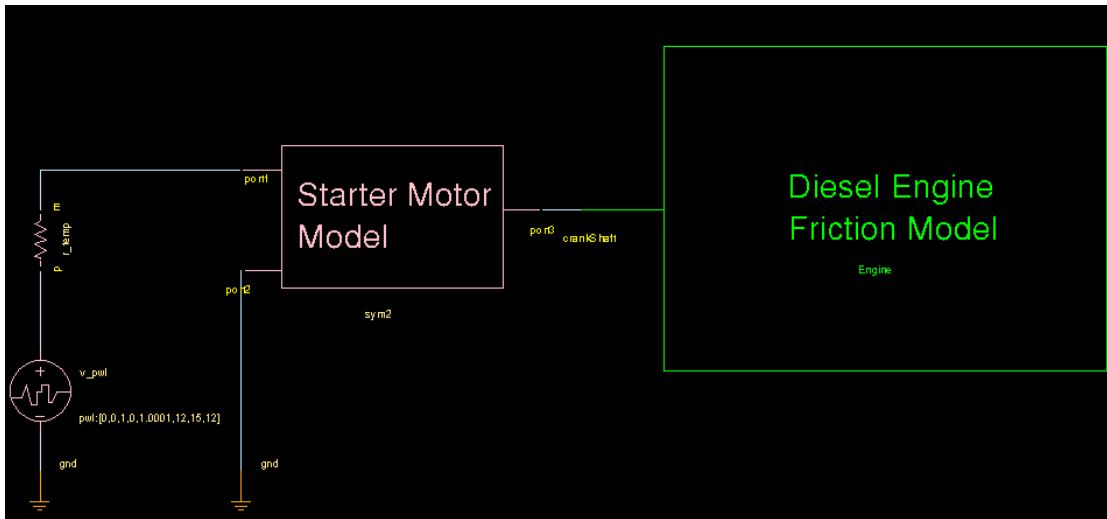 port1
Starter Motor
Model
m
r_temp
p
port2
sym2
port3
crankShaft
Diesel Engine
Friction Model
Engine
+
v_pwl
−
pwl:[0,0,1,0,1.0001,12,15,12]
gnd
gnd